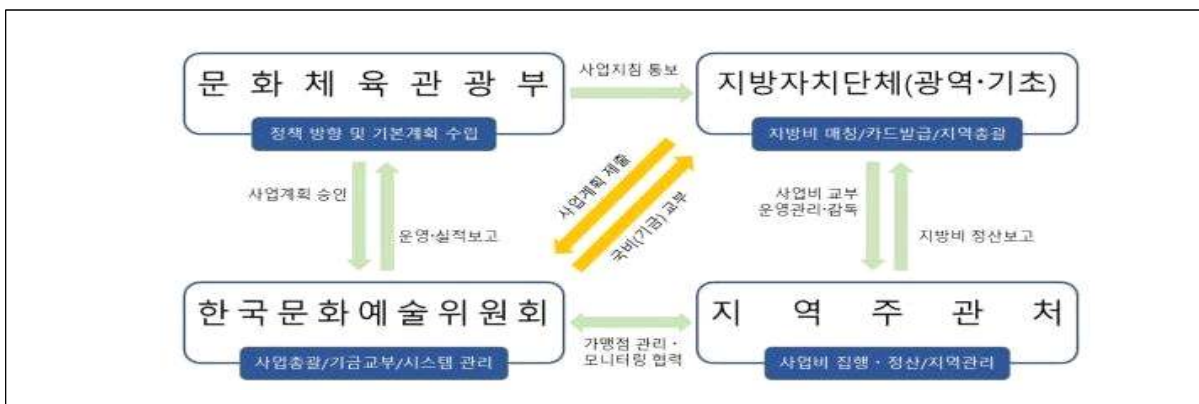 문화체육관광부
정책 방향 및 기본계획 수립
사업지침 통보
지방자치단체(광역·기초)
지방비 매칭/카드발급/지역총괄
사업계획 승인
운영·실적보고
사업계획 제출
국비(기금) 교부
사업비 교부
운영관리·감독
지방비 정산보고
한국문화예술위원회
사업총괄/기금교부/시스템 관리
가맹점 관리·
모니터링 협력
지역주관처
사업비 집행·정산/지역관리